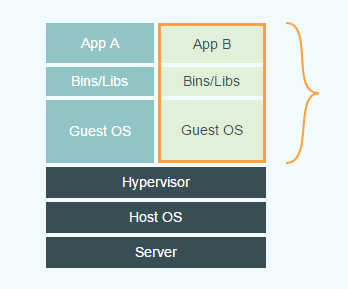 App A App B
Bins/Libs Bins/Libs
Guest OS Guest OS
Hypervisor
Host OS
Server